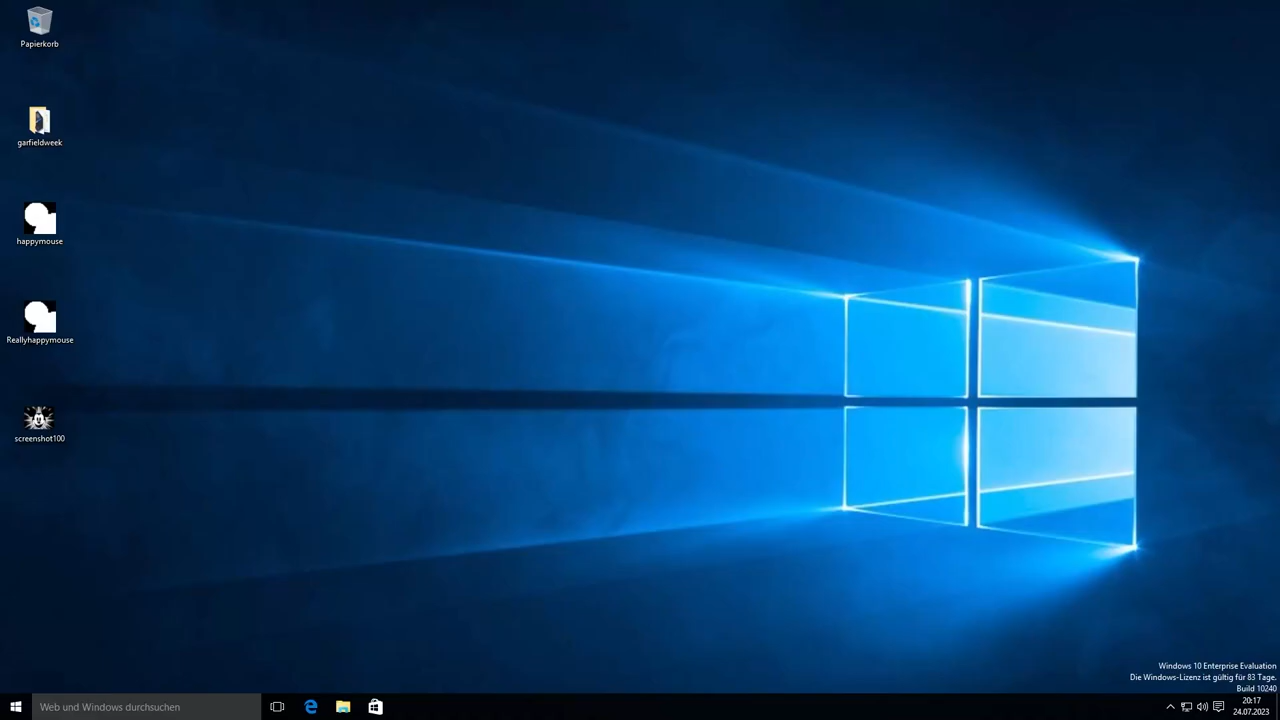 Papierkorb
garfieldweek
happymouse
Reallyhappymouse
screenshot100
Windows 10 Enterprise Evaluation
Die Windows-Lizenz ist gültig für 83 Tage.
Build 10240
Web und Windows durchsuchen
20:17
24.07.2023